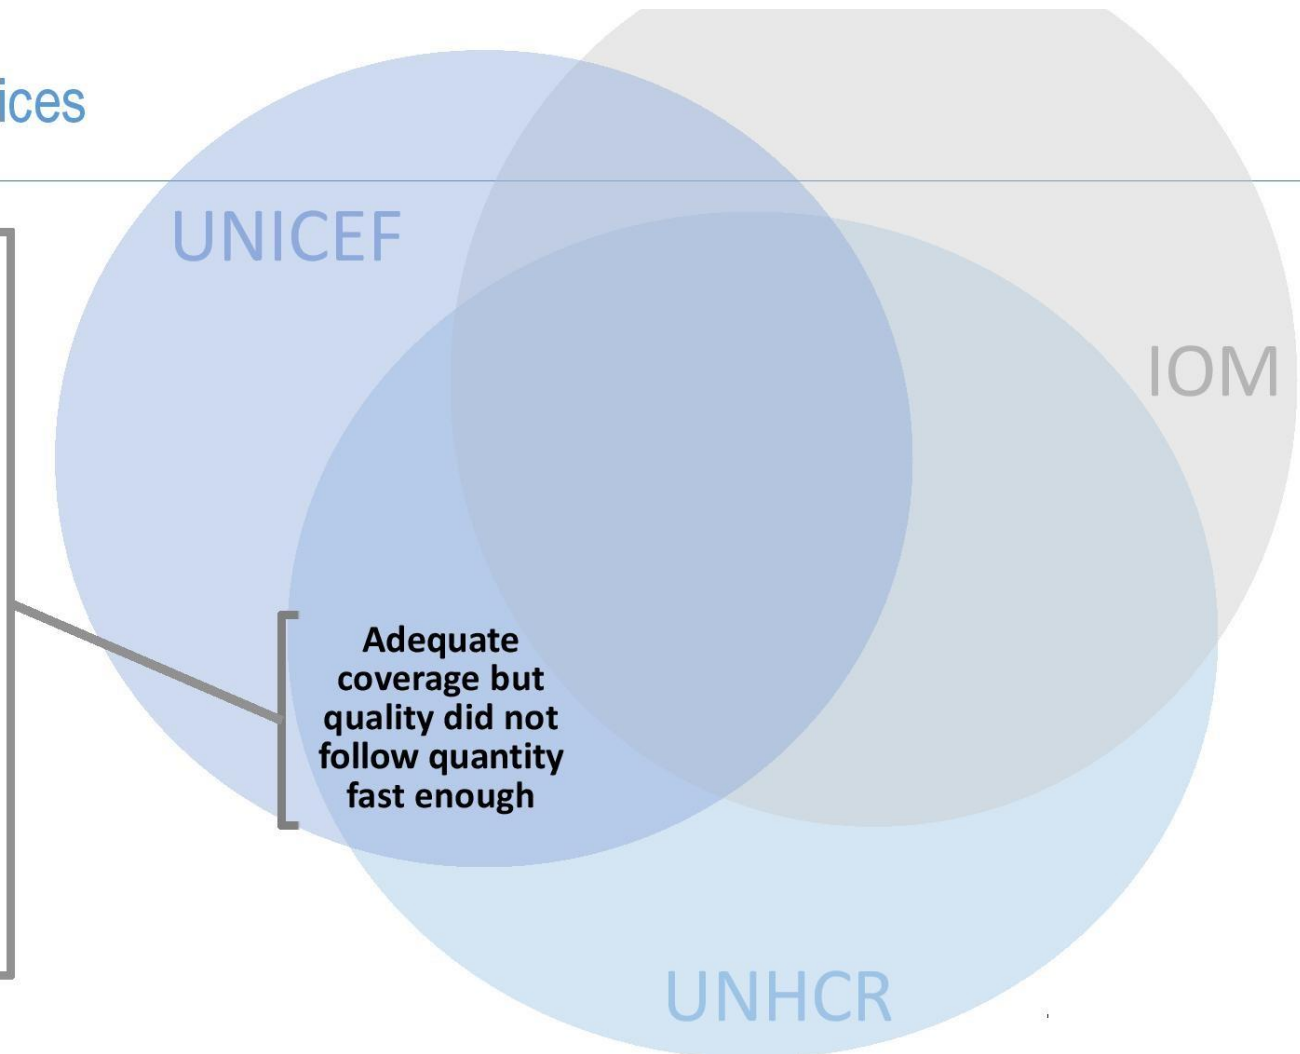 ices
UNICEF
IOM
Adequate
coverage but
quality did not
follow quantity
fast enough
UNHCR